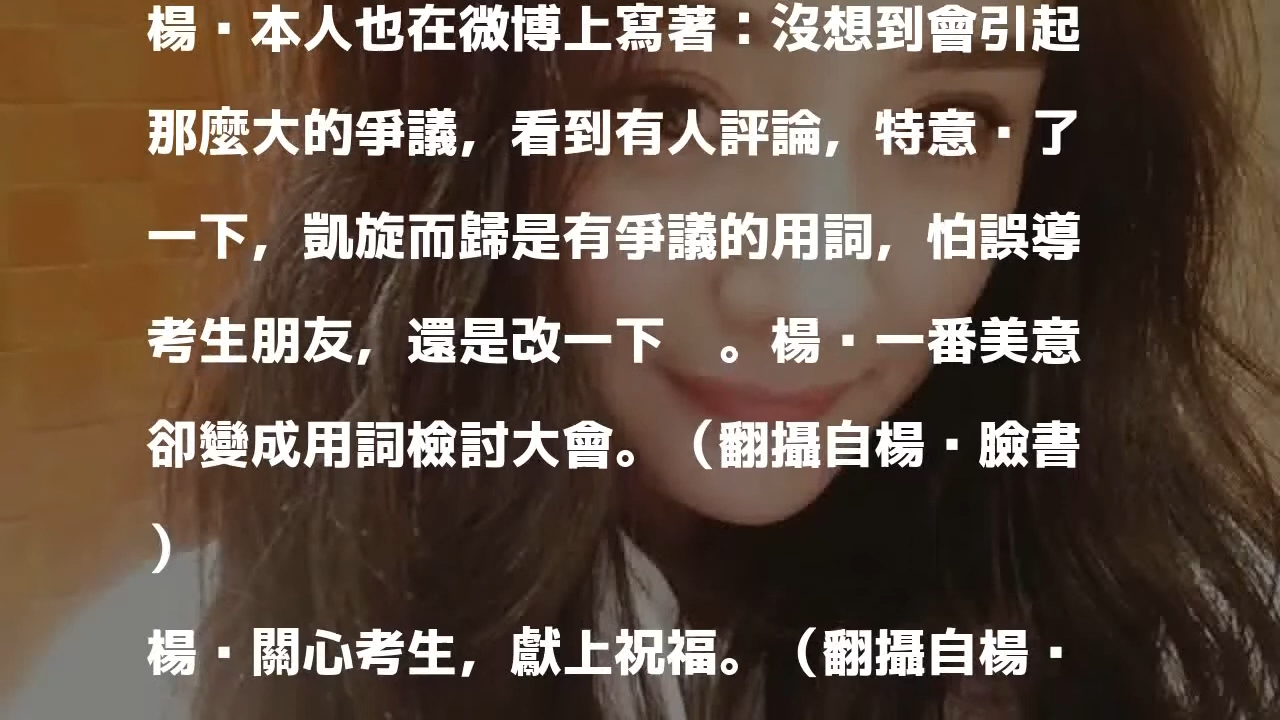 楊▪本人也在微博上寫著：沒想到會引起
那麼大的爭議，看到有人評論，特意▪了
一下，凱旋而歸是有爭議的用詞，怕誤導
考生朋友，還是改一下　。楊▪一番美意
卻變成用詞檢討大會。（翻攝自楊▪臉書
）
楊▪關心考生，獻上祝福。（翻攝自楊▪